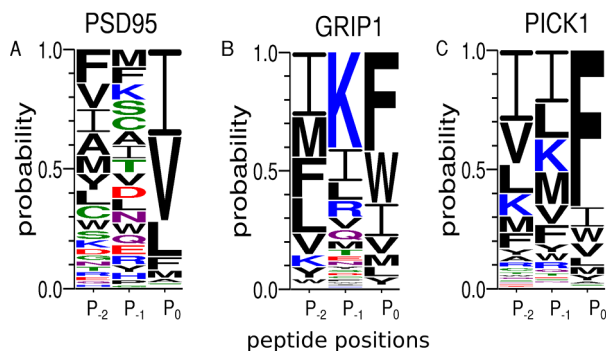 PSD95
GRIP1
PICK1
A
B
C
probability
probability
probability
1.0
0.5
0.0
1.0
0.5
0.0
1.0
0.5
0.0
F
V
I
A
M
Y
L
C
W
S
K
D
M
F
K
S
C
A
I
T
V
D
L
N
W
Q
E
R
I
V
L
F
M
A
I
M
F
L
V
K
Y
W
K
I
L
R
V
Q
M
T
F
W
I
V
M
L
Y
I
V
L
K
M
F
Y
A
W
I
L
K
M
V
F
Y
A
W
F
I
W
V
L
M
Y
P-2 P-1 P0
P-2 P-1 P0
P-2 P-1 P0
peptide positions